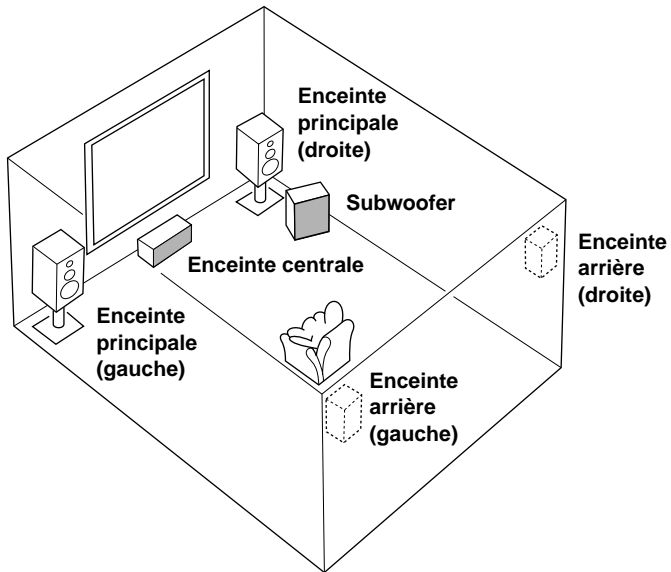 Enceinte
principale
(droite)
Subwoofer
Enceinte
arrière
(droite)
Enceinte centrale
Enceinte
principale
(gauche)
Enceinte
arrière
(gauche)